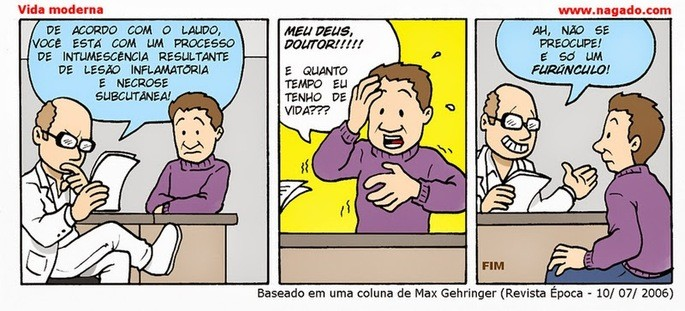 Vida moderna
www.nagado.com
DE ACORDO COM O LAUDO,
VOCÊ ESTÁ COM UM PROCESSO
DE INTUMESCÊNCIA RESULTANTE
DE LESÃO INFLAMATÓRIA
E NECROSE
SUBCUTÂNEA!
MEU DEUS,
DOUTOR!!!!!
E QUANTO
TEMPO EU
TENHO DE
VIDA???
AH, NÃO SE
PREOCUPE!
É SÓ UM
FURÚNCULO!
FIM
Baseado em uma coluna de Max Gehringer (Revista Época - 10/ 07/ 2006)